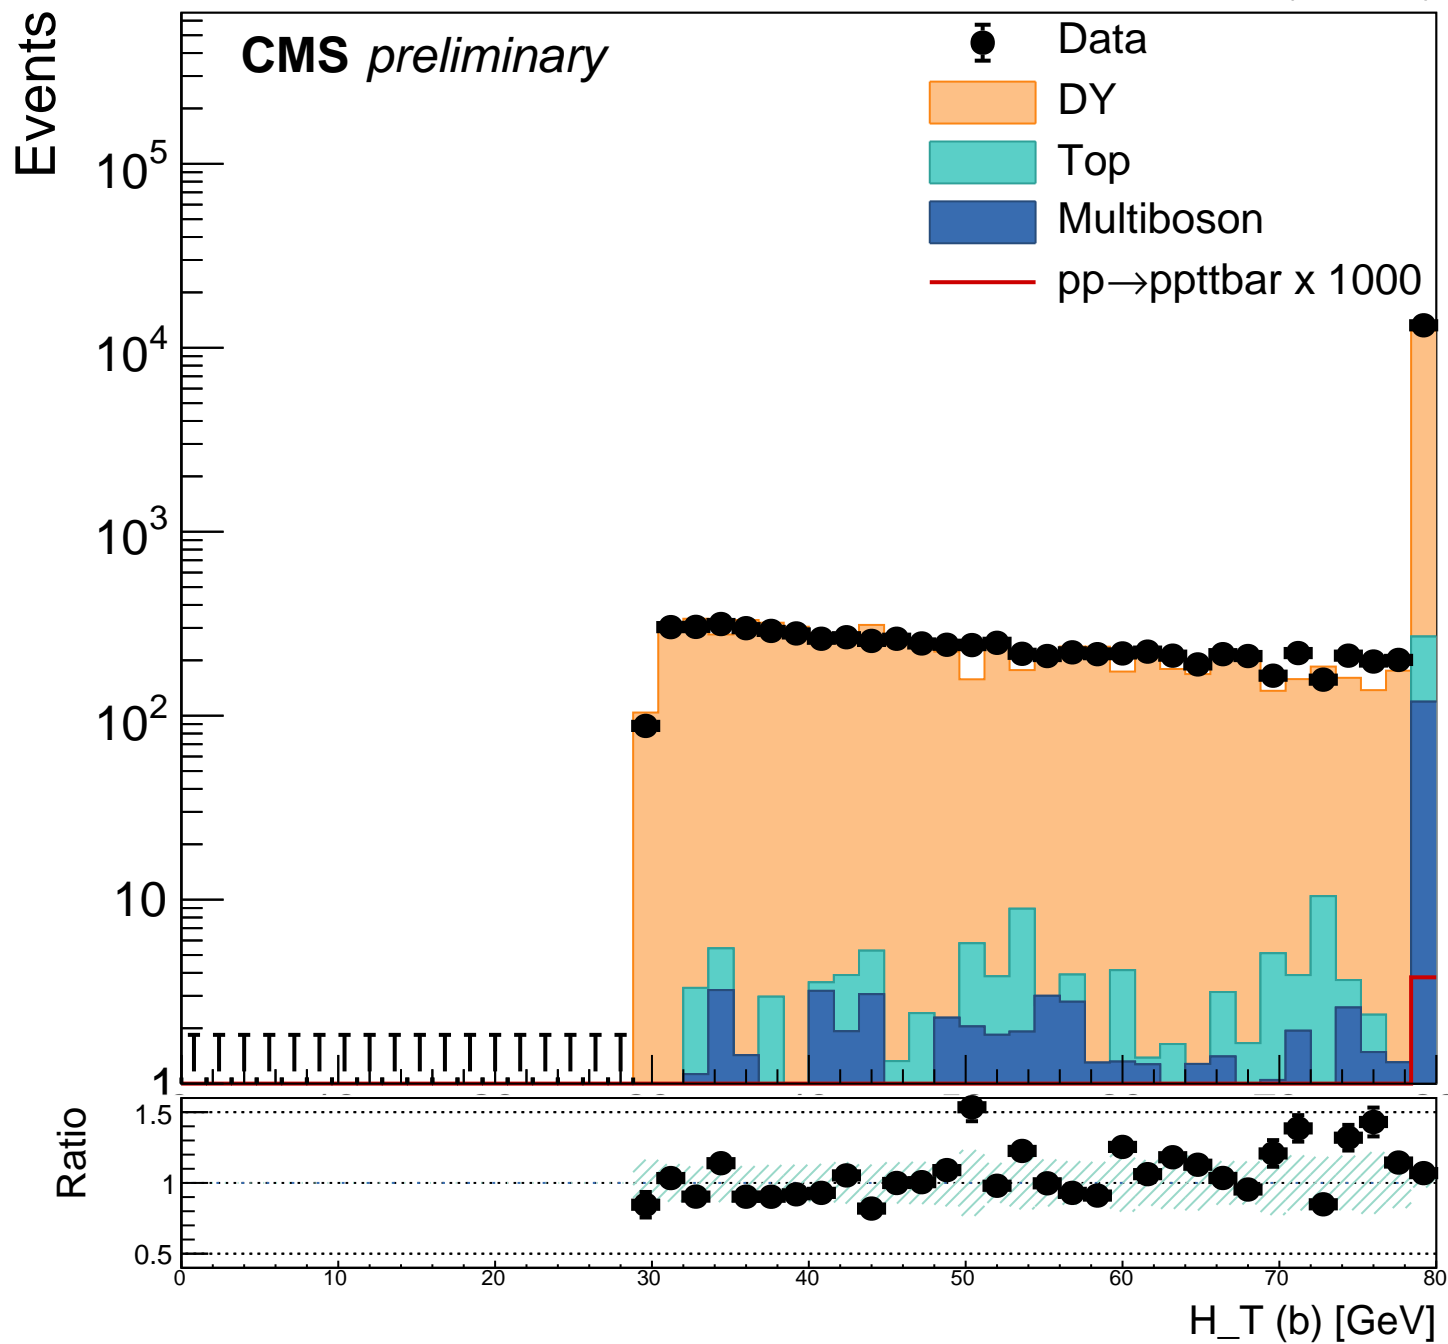 Events
CMS preliminary
Data
DY
Top
Multiboson
pp→ppttbar x 1000
10^5
10^4
10^3
10^2
10
1
Ratio
1.5
1
0.5
0 10 20 30 40 50 60 70 80
H_T (b) [GeV]